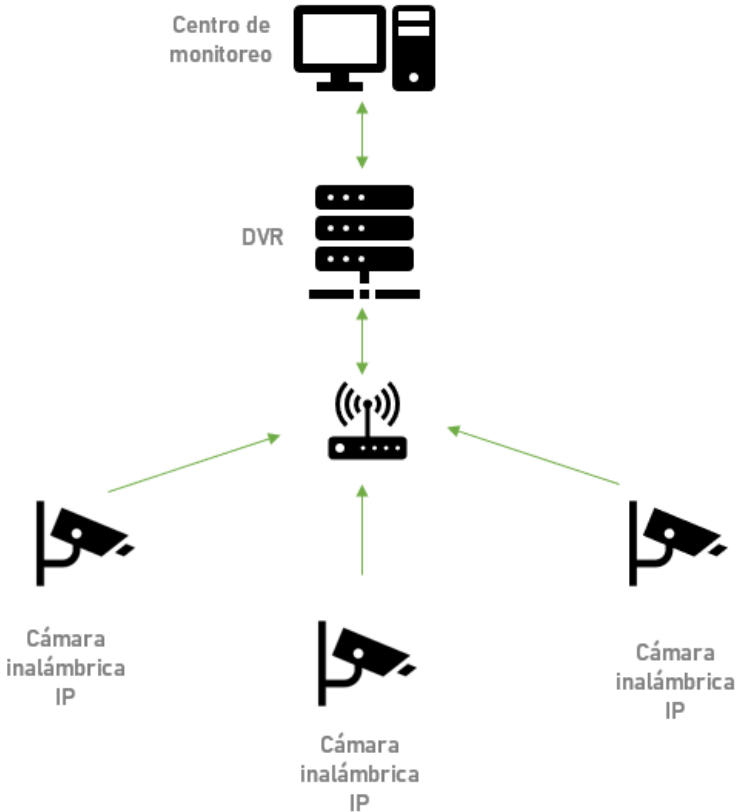 Centro de
monitoreo
DVR
Cámara
inalámbrica
IP
Cámara
inalámbrica
IP
Cámara
inalámbrica
IP